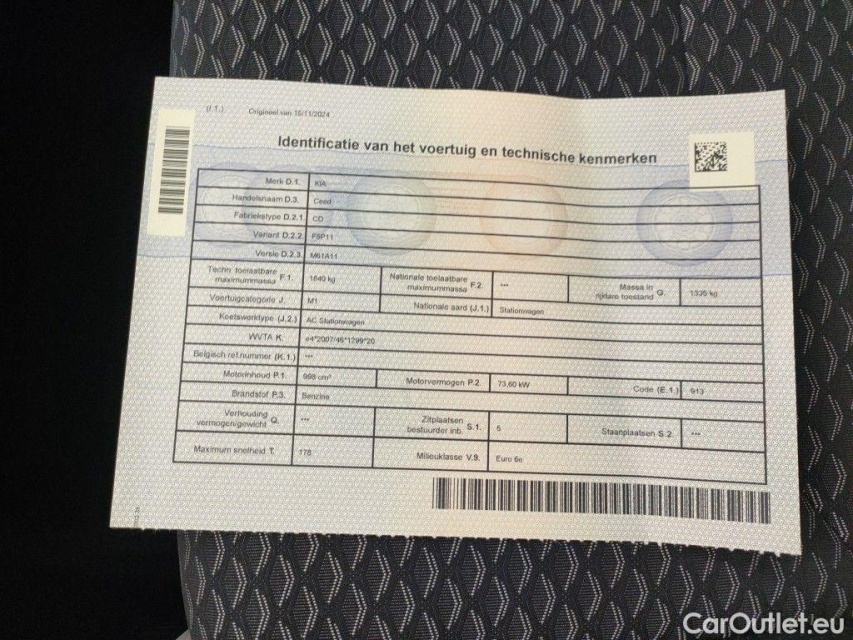 (J.1.) Origineel van 15/11/2024
Identificatie van het voertuig en technische kenmerken
Merk D.1. KIA
Handelsnaam D.3. Ceed
Fabriekstype D.2.1. CD
Variant D.2.2. F5P11
Versie D.2.3. M61A11
Techn. toelaatbare maximummassa F.1. 1840 kg Nationale toelaatbare maximummassa F.2. --- Massa in rijdare toestand G. 1335 kg
Voertuigcategorie J. M1 Nationale aard (J.1.) Stationwagen
Koetswerktype (J.2.) AC Stationwagen
WVTA K. e4*2007/46*1299*20
Belgisch ref.nummer (K.1.) ---
Motorinhoud P.1. 998 cm³ Motorvermogen P.2. 73,60 kW Code (E.1.) 913
Brandstof P.3. Benzine
Verhouding vermogen/gewicht Q. --- Zitplaatsen bestuurder inb. S.1. 5 Staanplaatsen S.2. ---
Maximum snelheid T. 178 Milieuklasse V.9. Euro 6e
CarOutlet.eu